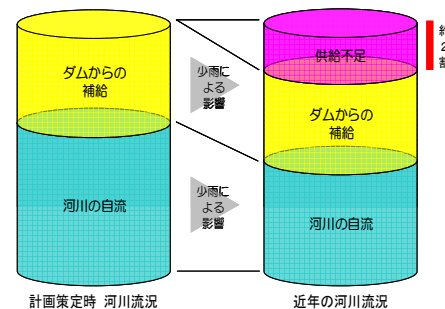 ダムからの
補給
河川の自流
計画策定時 河川流況
少雨に
よる
影響
少雨に
よる
影響
供給不足
ダムからの
補給
河川の自流
近年の河川流況
約
2
割